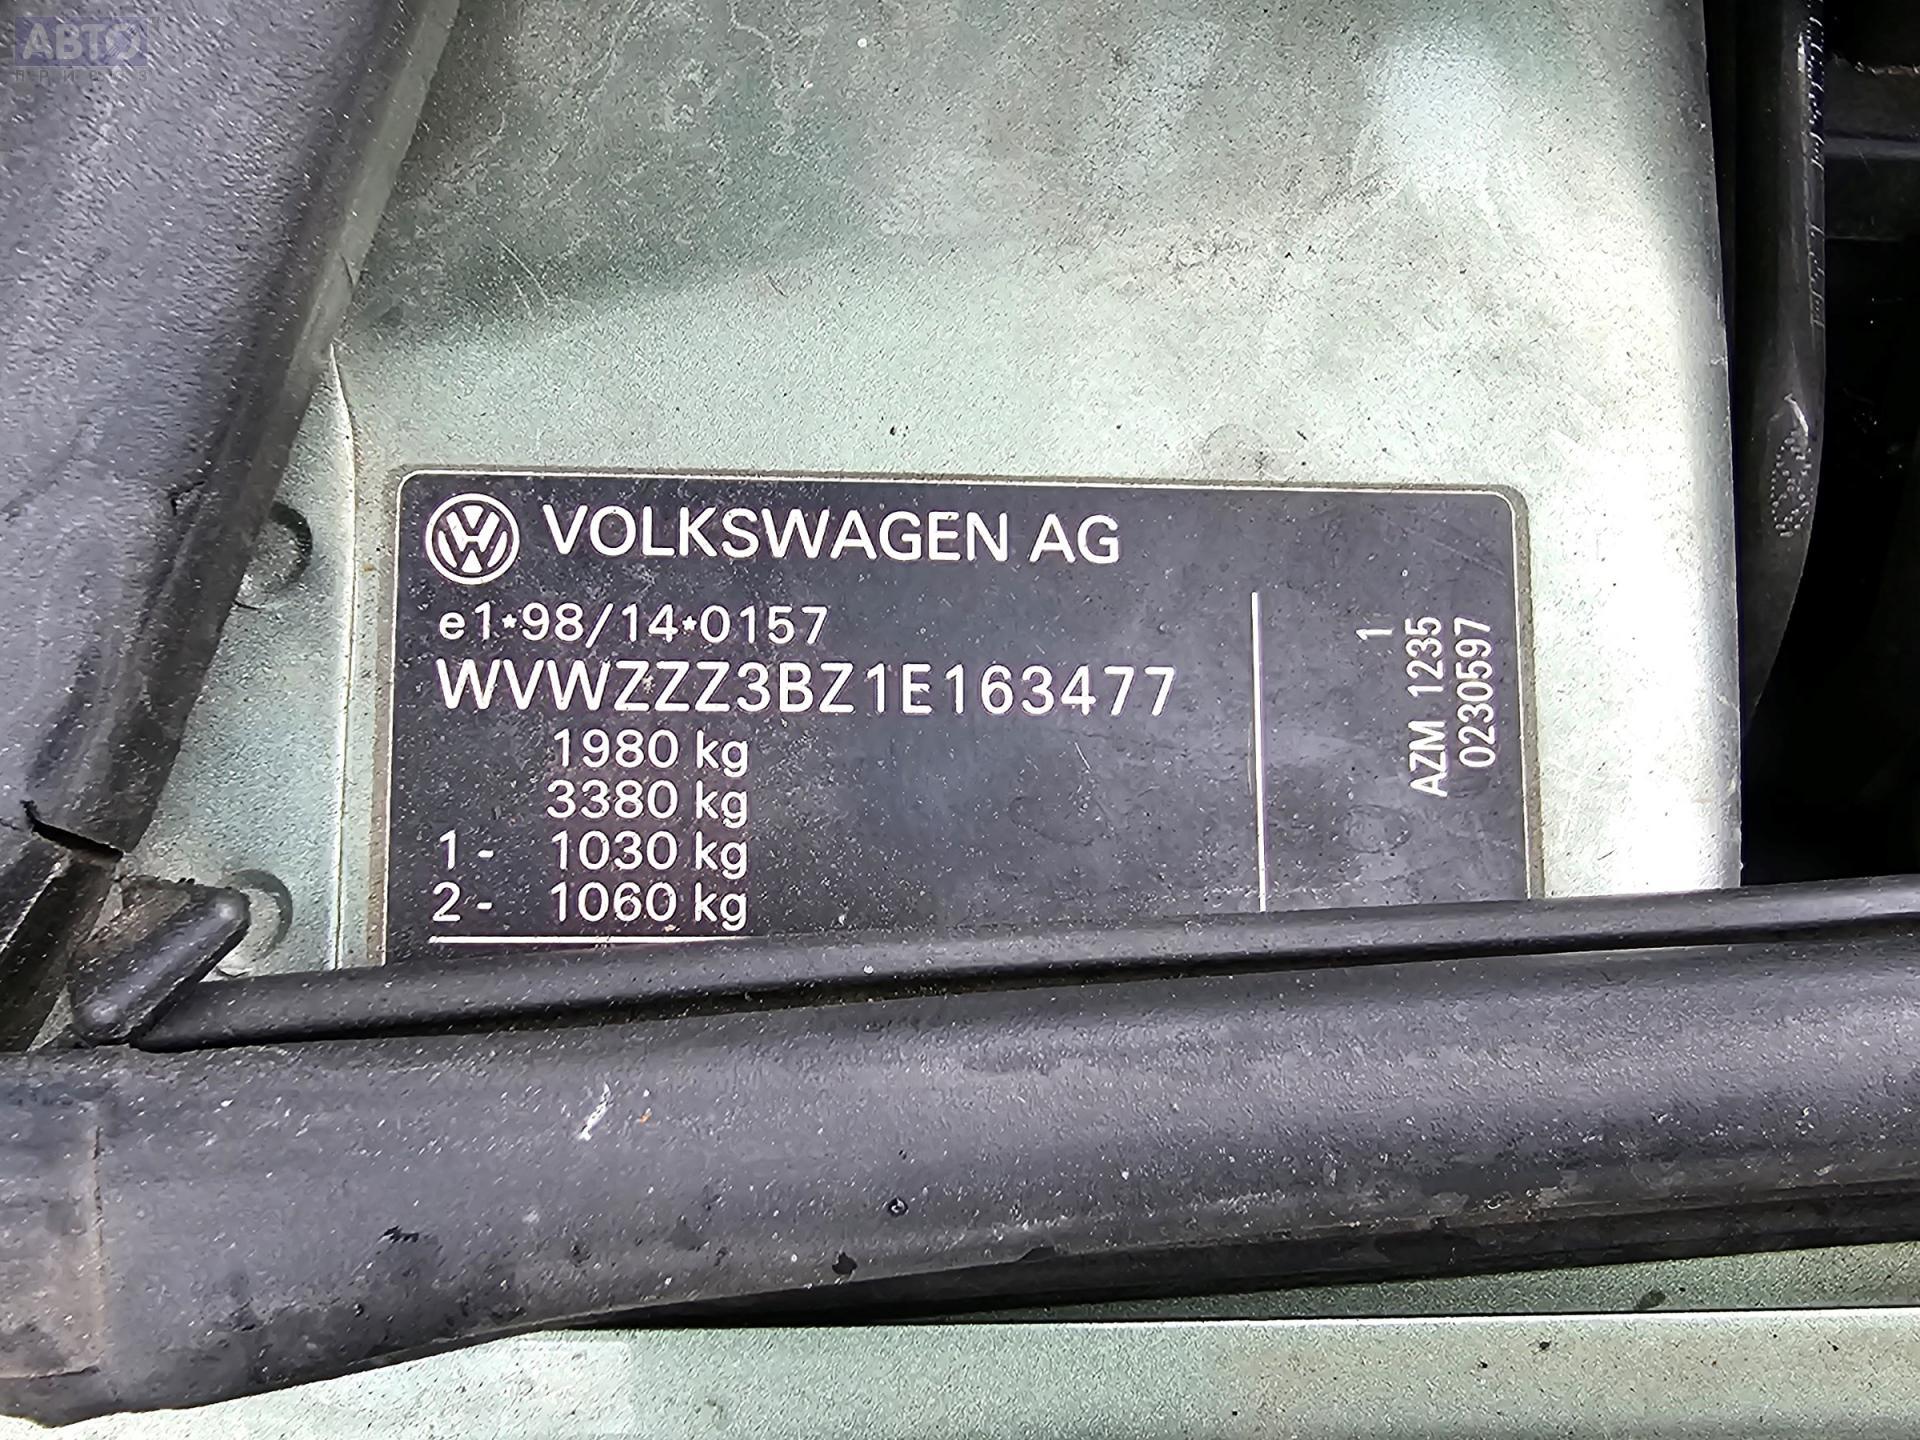 АВТО
ПРИВОЗ
VOLKSWAGEN AG
e1*98/14*0157
WVWZZZ3BZ1E163477
1980 kg
3380 kg
1- 1030 kg
2- 1060 kg
1
AZM 1235
0230597